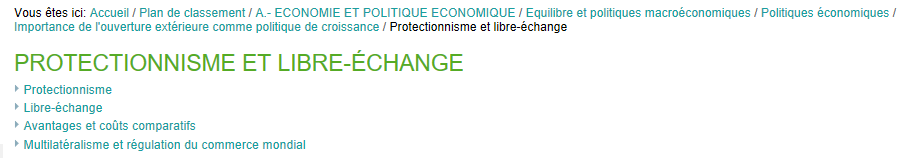 Vous êtes ici: Accueil / Plan de classement / A.- ECONOMIE ET POLITIQUE ECONOMIQUE / Equilibre et politiques macroéconomiques / Politiques économiques /
Importance de l'ouverture extérieure comme politique de croissance / Protectionnisme et libre-échange
PROTECTIONNISME ET LIBRE-ÉCHANGE
Protectionnisme
Libre-échange
Avantages et coûts comparatifs
Multilatéralisme et régulation du commerce mondial